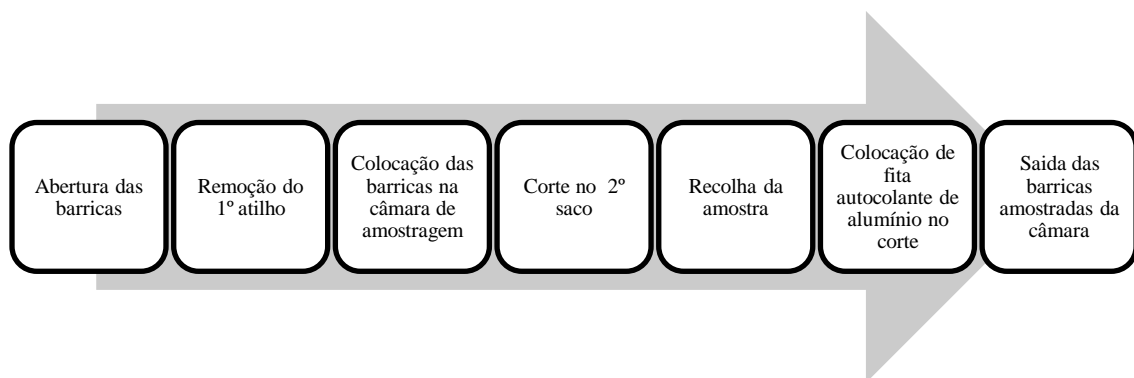 Abertura das
barricas
Remoção do
1º atilho
Colocação das
barricas na
câmara de
amostragem
Corte no 2º
saco
Recolha da
amostra
Colocação de
fita
autocolante de
alumínio no
corte
Saida das
barricas
amostradas da
câmara